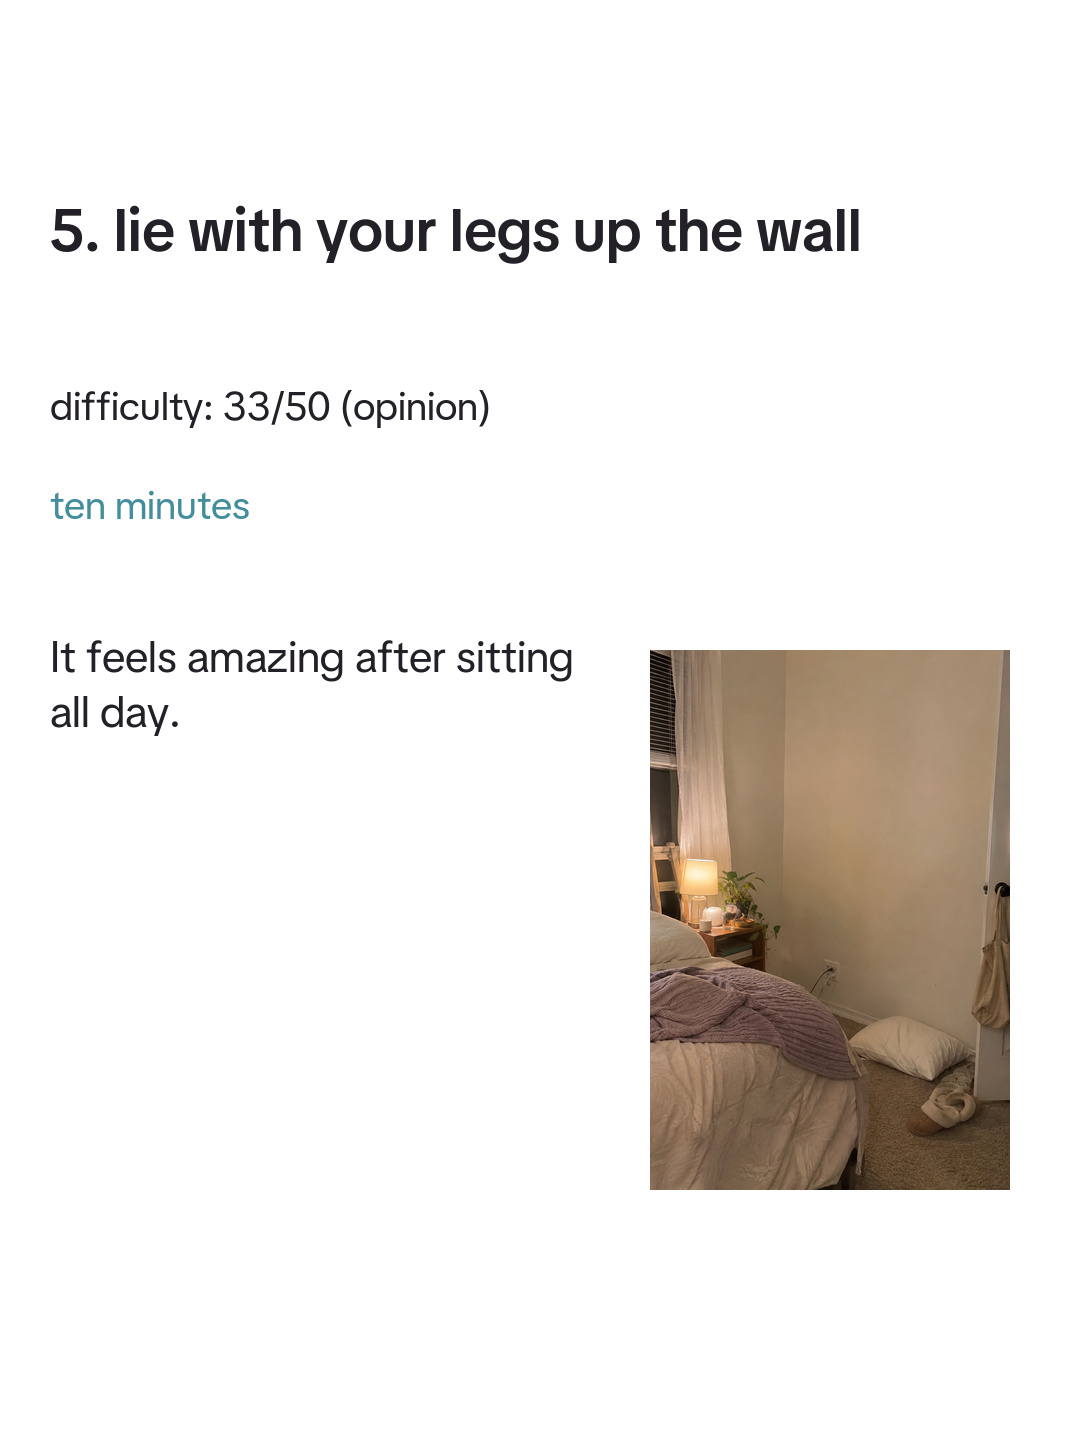 5. lie with your legs up the wall
difficulty: 33/50 (opinion)
ten minutes
It feels amazing after sitting
all day.